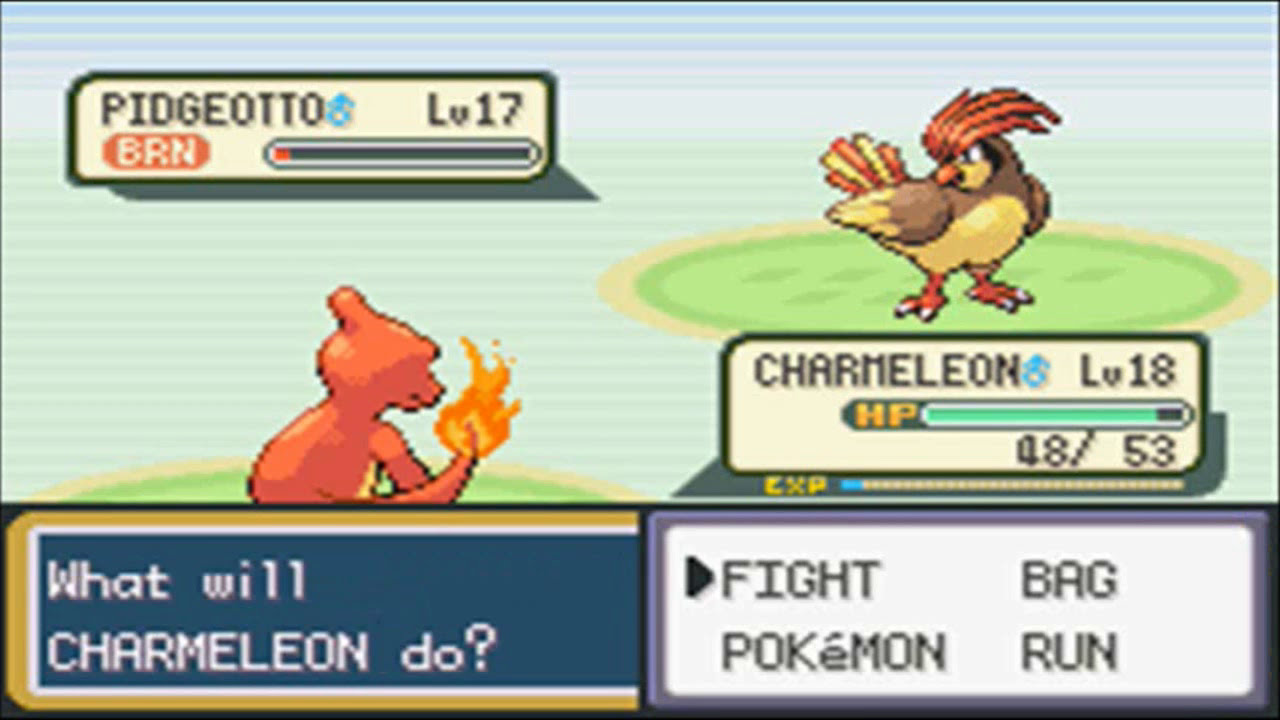 PIDGEOTTO♂ Lv17
BRN
CHARMELEON♂ Lv18
HP
48/ 53
EXP
What will
CHARMELEON do?
FIGHT BAG
POKéMON RUN